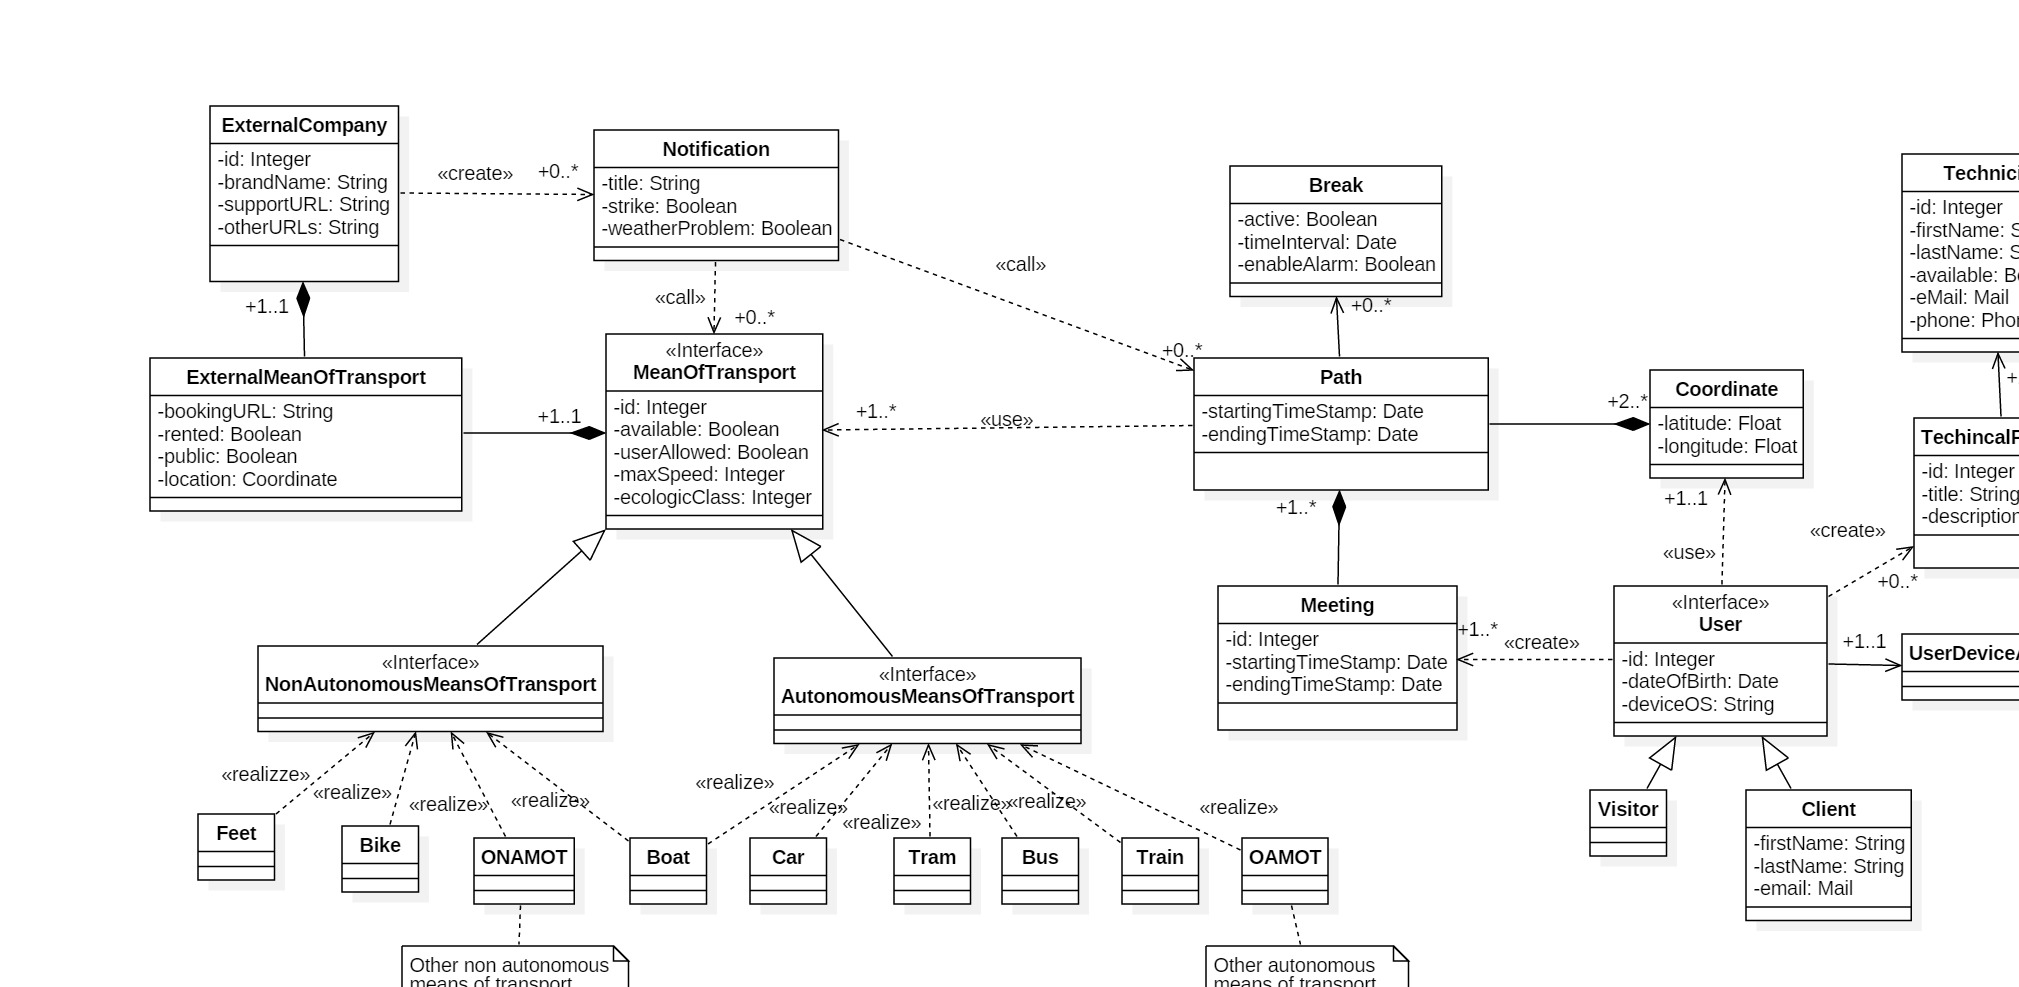 ExternalCompany
-id: Integer
-brandName: String
-supportURL: String
-otherURLs: String
«create»
+0..*
Notification
-title: String
-strike: Boolean
-weatherProblem: Boolean
«call»
+0..*
«call»
+0..*
Break
-active: Boolean
-timeInterval: Date
-enableAlarm: Boolean
+0..*
Technici
-id: Integer
-firstName: S
-lastName: S
-available: Bo
-eMail: Mail
-phone: Phon
+
+1..1
ExternalMeanOfTransport
-bookingURL: String
-rented: Boolean
-public: Boolean
-location: Coordinate
+1..1
«Interface»
MeanOfTransport
-id: Integer
-available: Boolean
-userAllowed: Boolean
-maxSpeed: Integer
-ecologicClass: Integer
+1..*
«use»
Path
-startingTimeStamp: Date
-endingTimeStamp: Date
+2..*
Coordinate
-latitude: Float
-longitude: Float
TechincalP
-id: Integer
-title: String
-description
+1..*
+1..1
«use»
«create»
+0..*
Meeting
-id: Integer
-startingTimeStamp: Date
-endingTimeStamp: Date
+1..*
«create»
«Interface»
User
-id: Integer
-dateOfBirth: Date
-deviceOS: String
+1..1
UserDeviceA
«Interface»
NonAutonomousMeansOfTransport
«Interface»
AutonomousMeansOfTransport
«realizze»
«realize»
«realize»
«realize»
«realize»
«realize»
«realize»
«realize»
«realize»
«realize»
Feet
Bike
ONAMOT
Boat
Car
Tram
Bus
Train
OAMOT
Visitor
Client
-firstName: String
-lastName: String
-email: Mail
Other non autonomous
means of transport
Other autonomous
means of transport